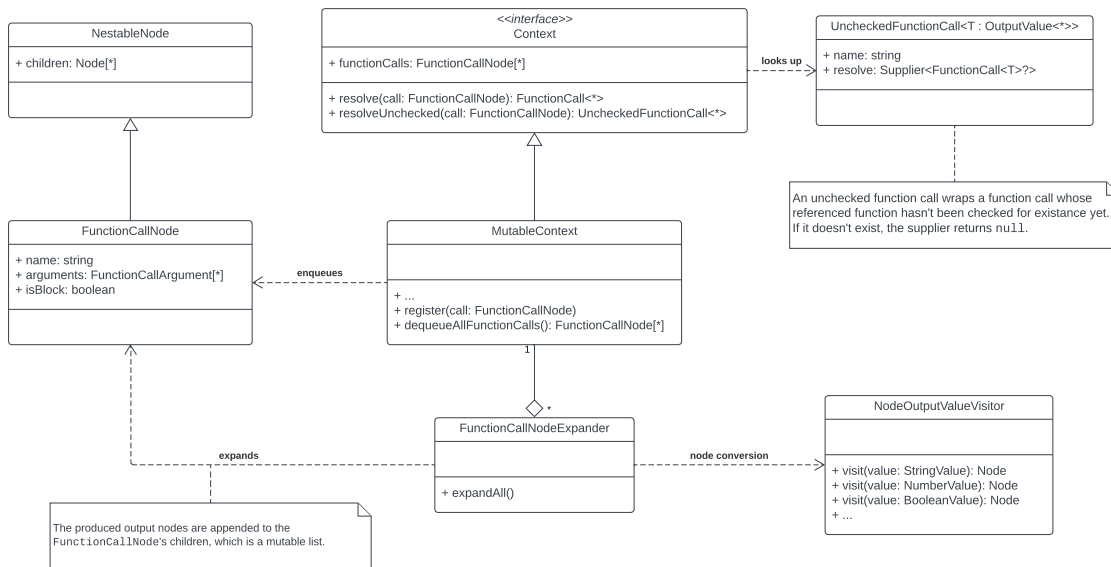 NestableNode
+ children: Node[*]
<<interface>>
Context
+ functionCalls: FunctionCallNode[*]
+ resolve(call: FunctionCallNode): FunctionCall<*>
+ resolveUnchecked(call: FunctionCallNode): UncheckedFunctionCall<*>
looks up
UncheckedFunctionCall<T : OutputValue<*>>
+ name: string
+ resolve: Supplier<FunctionCall<T>?>
An unchecked function call wraps a function call whose
referenced function hasn't been checked for existance yet.
If it doesn't exist, the supplier returns null.
FunctionCallNode
+ name: string
+ arguments: FunctionCallArgument[*]
+ isBlock: boolean
enqueues
MutableContext
+ ...
+ register(call: FunctionCallNode)
+ dequeueAllFunctionCalls(): FunctionCallNode[*]
1
*
FunctionCallNodeExpander
+ expandAll()
expands
node conversion
NodeOutputValueVisitor
+ visit(value: StringValue): Node
+ visit(value: NumberValue): Node
+ visit(value: BooleanValue): Node
+ ...
The produced output nodes are appended to the
FunctionCallNode's children, which is a mutable list.